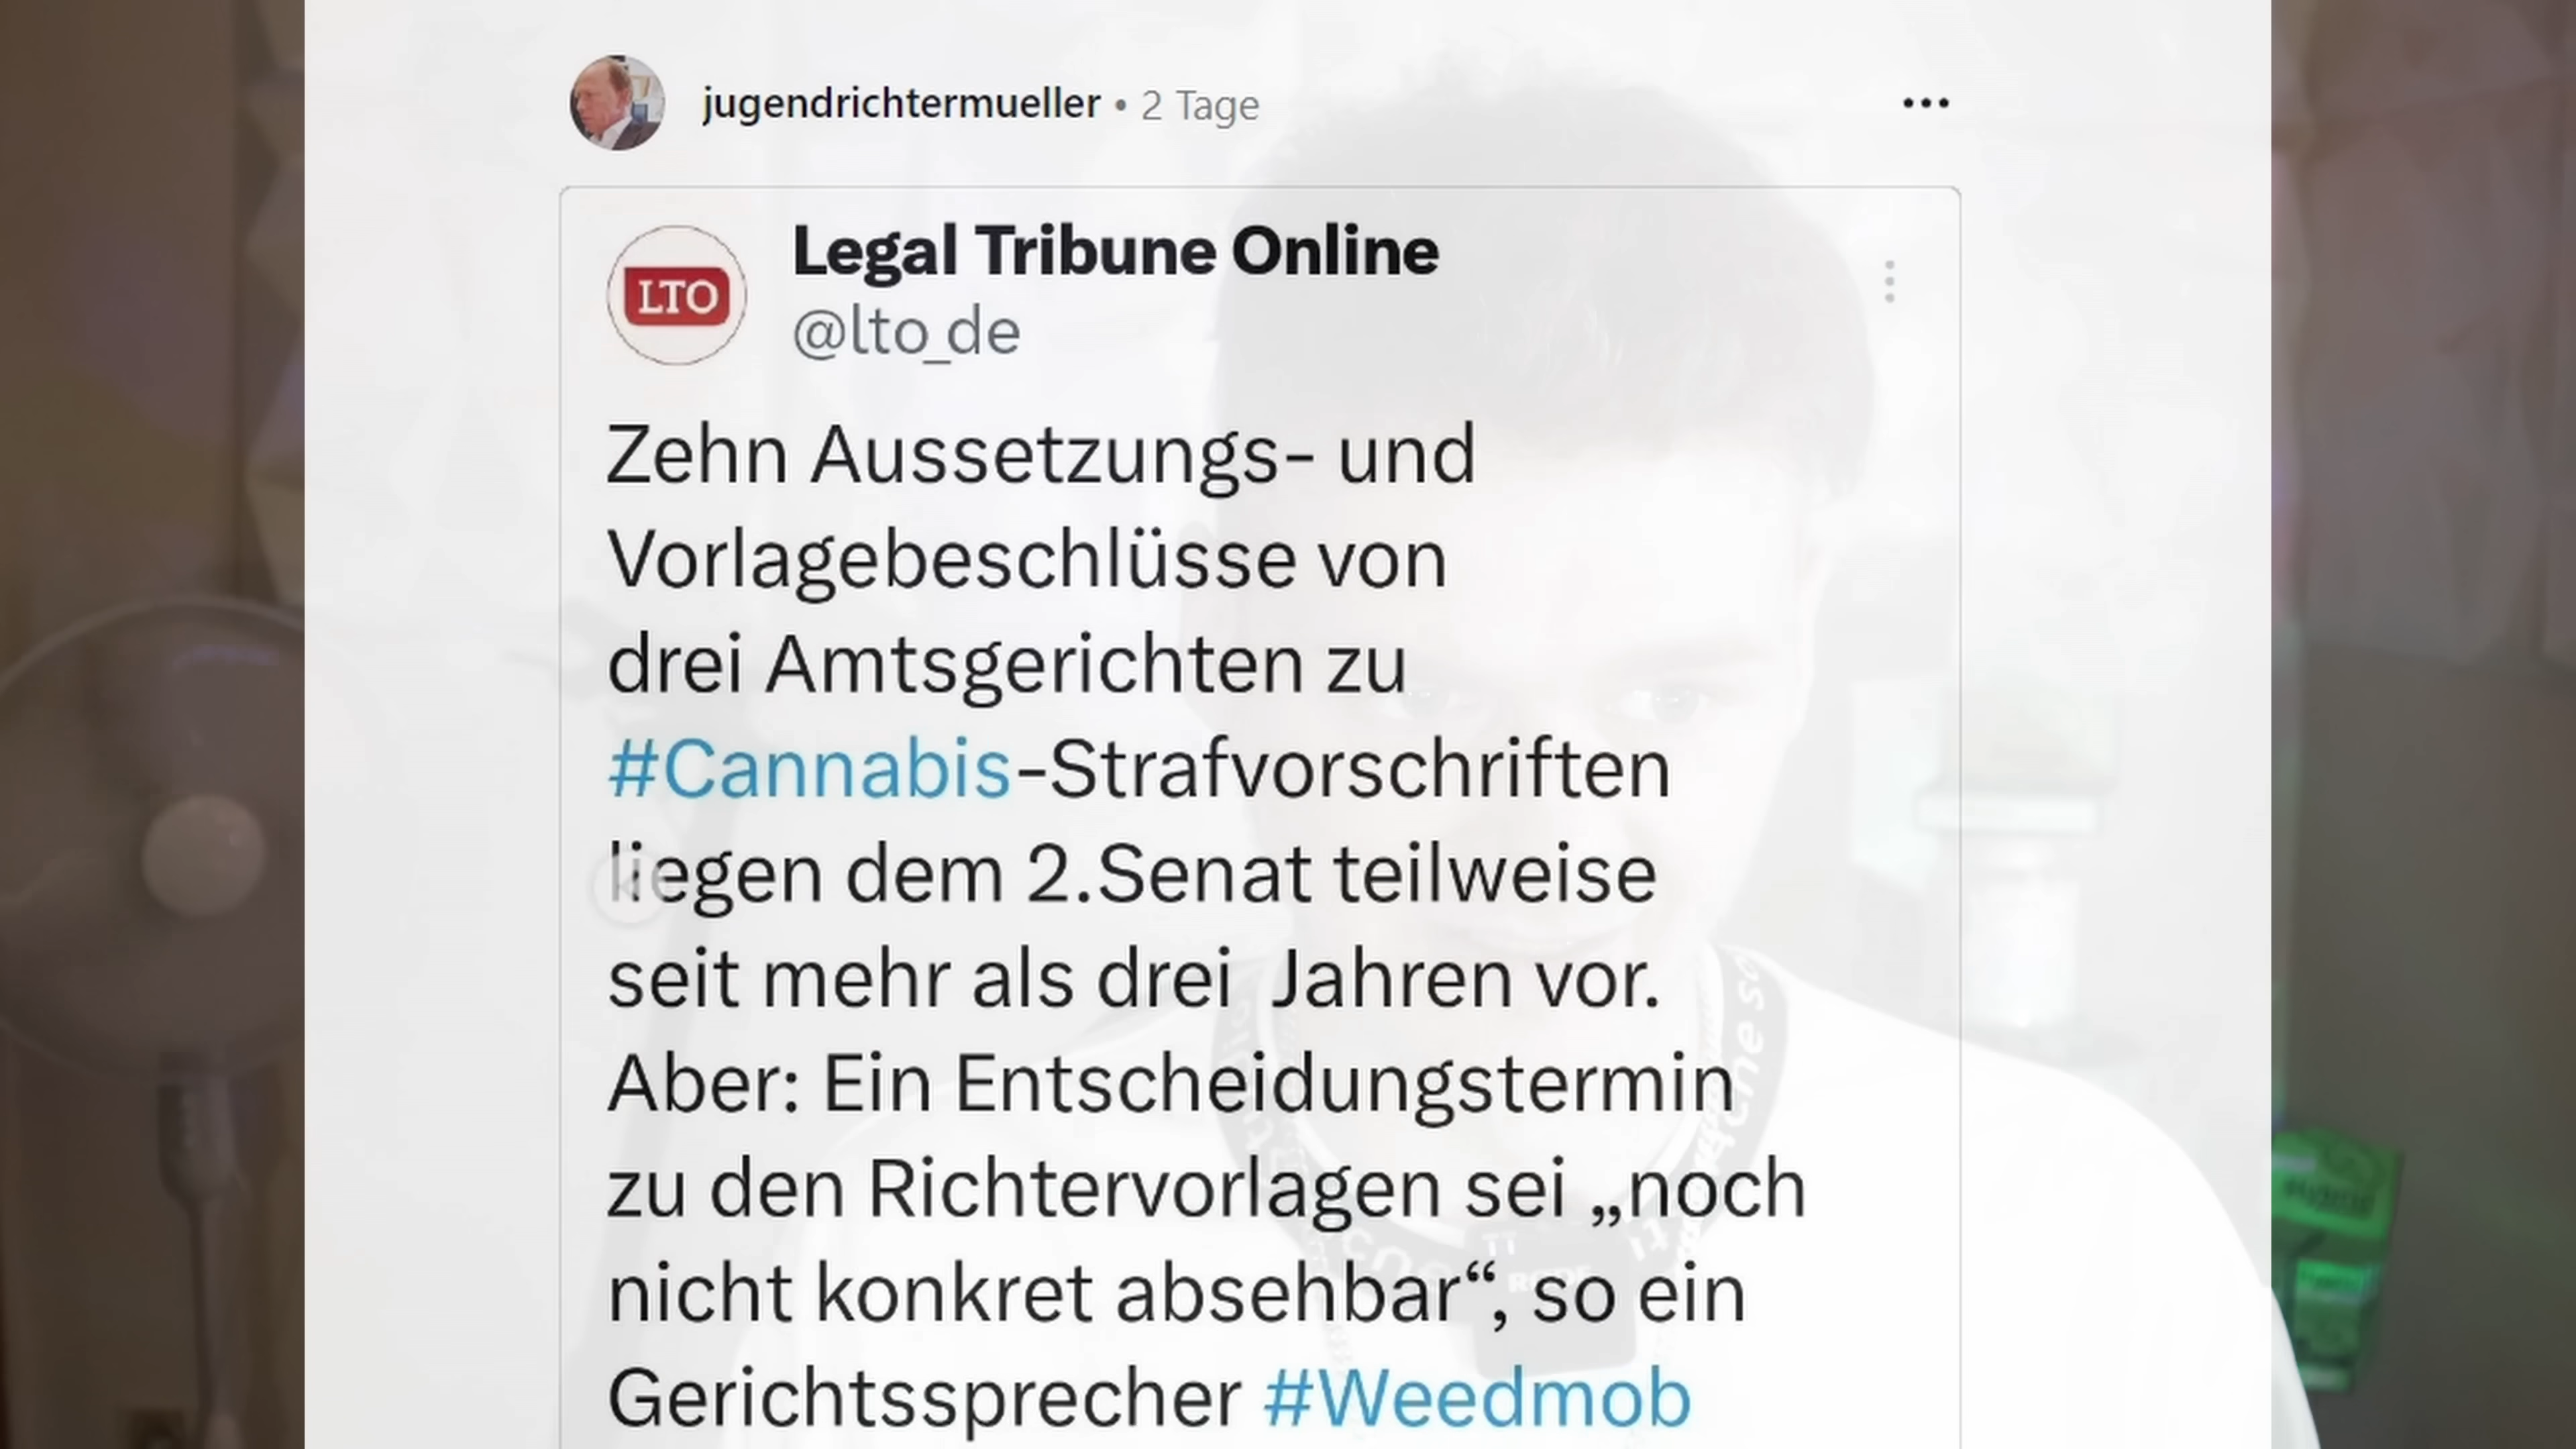 jugendrichtermueller • 2 Tage
LTO
Legal Tribune Online
@lto_de
Zehn Aussetzungs- und
Vorlagebeschlüsse von
drei Amtsgerichten zu
#Cannabis-Strafvorschriften
liegen dem 2.Senat teilweise
seit mehr als drei Jahren vor.
Aber: Ein Entscheidungstermin
zu den Richtervorlagen sei „noch
nicht konkret absehbar“, so ein
Gerichtssprecher #Weedmob
RODE